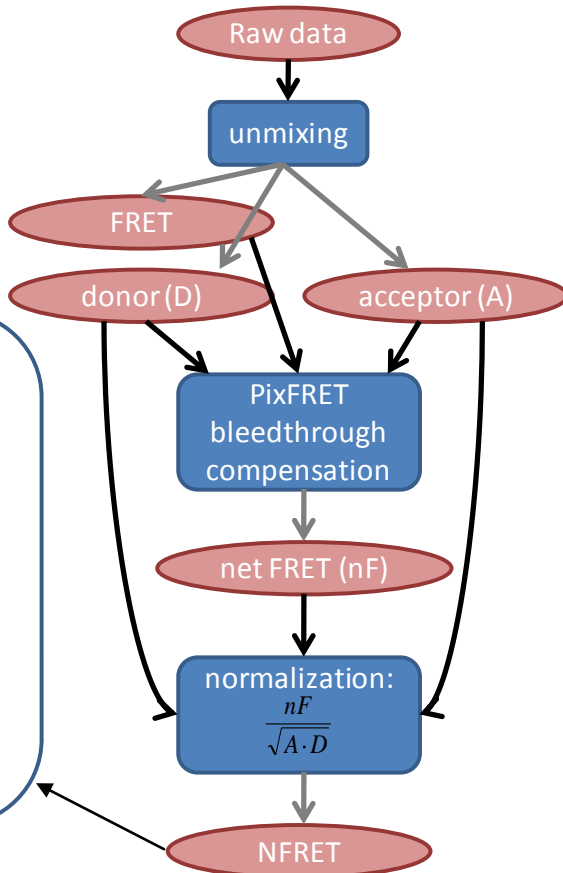 Raw data
unmixing
FRET
donor (D)
acceptor (A)
PixFRET
bleedthrough
compensation
net FRET (nF)
normalization:
nF
√A·D
NFRET